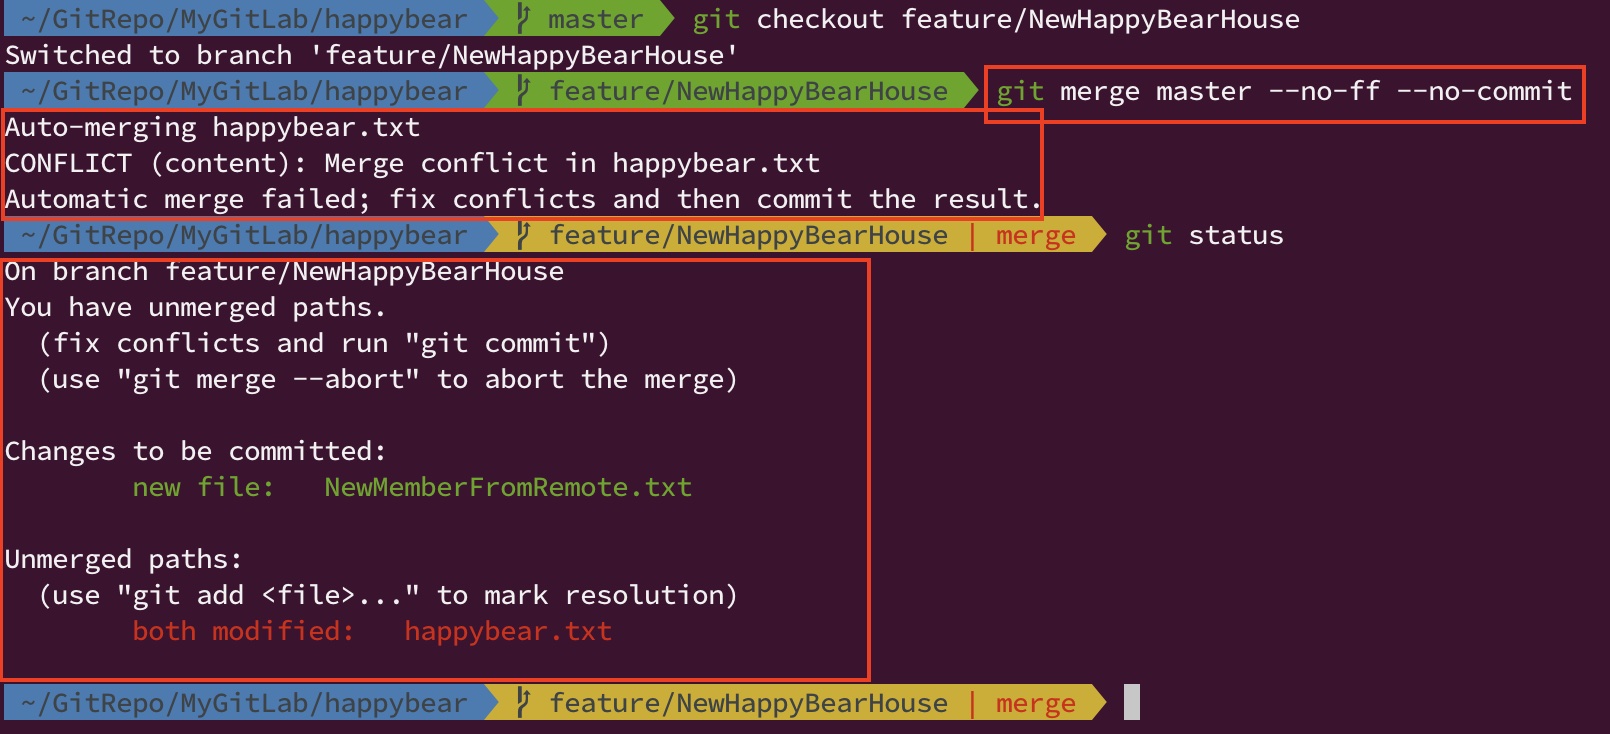 ~/GitRepo/MyGitLab/happybear master git checkout feature/NewHappyBearHouse
Switched to branch 'feature/NewHappyBearHouse'
~/GitRepo/MyGitLab/happybear feature/NewHappyBearHouse git merge master --no-ff --no-commit
Auto-merging happybear.txt
CONFLICT (content): Merge conflict in happybear.txt
Automatic merge failed; fix conflicts and then commit the result.
~/GitRepo/MyGitLab/happybear feature/NewHappyBearHouse | merge git status
On branch feature/NewHappyBearHouse
You have unmerged paths.
(fix conflicts and run "git commit")
(use "git merge --abort" to abort the merge)
Changes to be committed:
new file: NewMemberFromRemote.txt
Unmerged paths:
(use "git add <file>..." to mark resolution)
both modified: happybear.txt
~/GitRepo/MyGitLab/happybear feature/NewHappyBearHouse | merge